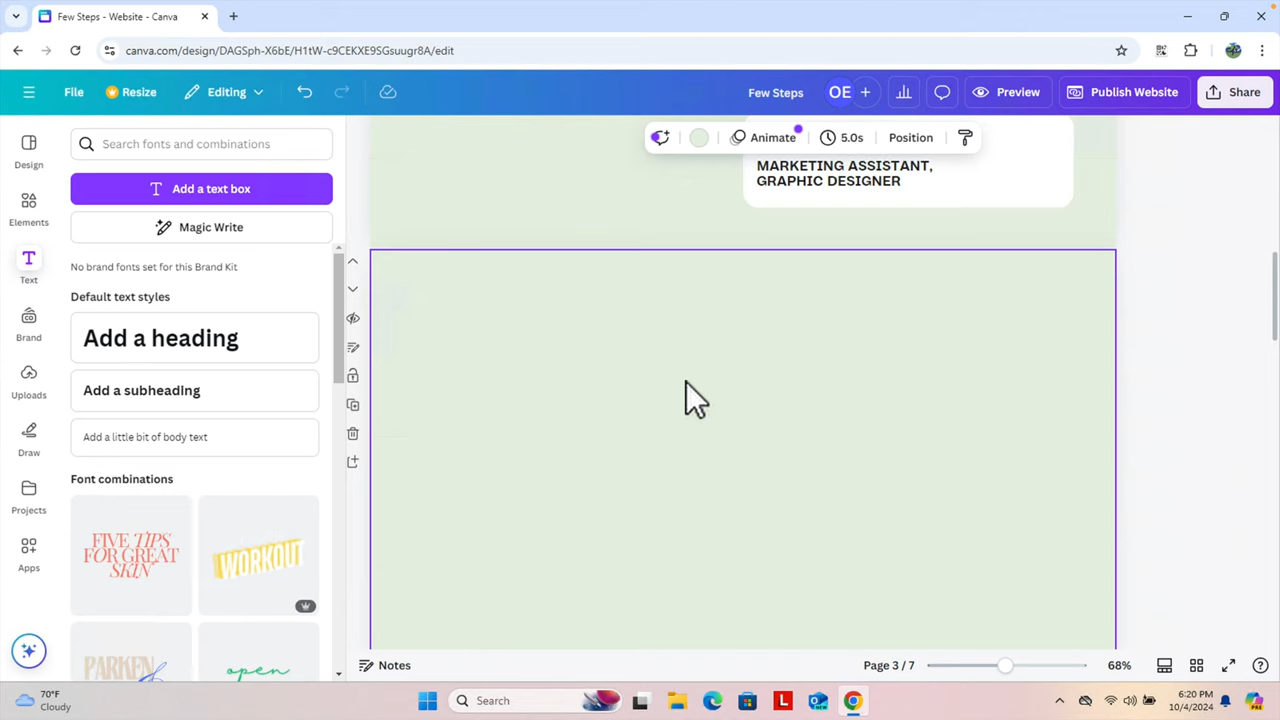 Few Steps - Website - Canva
canva.com/design/DAGSph-X6bE/H1tW-c9CEKXE9SGsuugr8A/edit
File
Resize
Editing
Few Steps
OE
Preview
Publish Website
Share
Design
Elements
Text
Brand
Uploads
Draw
Projects
Apps
Search fonts and combinations
Add a text box
Magic Write
No brand fonts set for this Brand Kit
Default text styles
Add a heading
Add a subheading
Add a little bit of body text
Font combinations
FIVE TIPS
FOR GREAT
SKIN
WORKOUT
PARKEN
open
Animate
5.0s
Position
MARKETING ASSISTANT,
GRAPHIC DESIGNER
Notes
Page 3 / 7
68%
70°F
Cloudy
Search
6:20 PM
10/4/2024